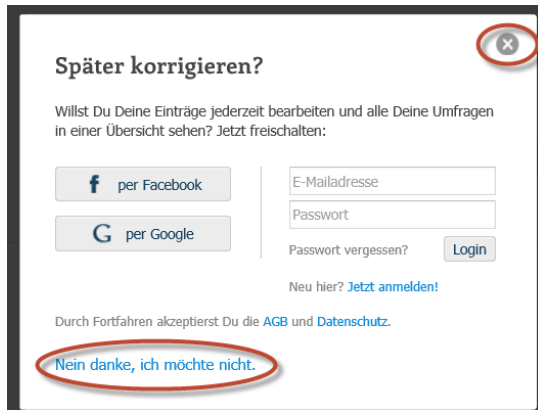 Später korrigieren?
Willst Du Deine Einträge jederzeit bearbeiten und alle Deine Umfragen
in einer Übersicht sehen? Jetzt freischalten:
f per Facebook
G per Google
E-Mailadresse
Passwort
Passwort vergessen? Login
Neu hier? Jetzt anmelden!
Durch Fortfahren akzeptierst Du die AGB und Datenschutz.
Nein danke, ich möchte nicht.